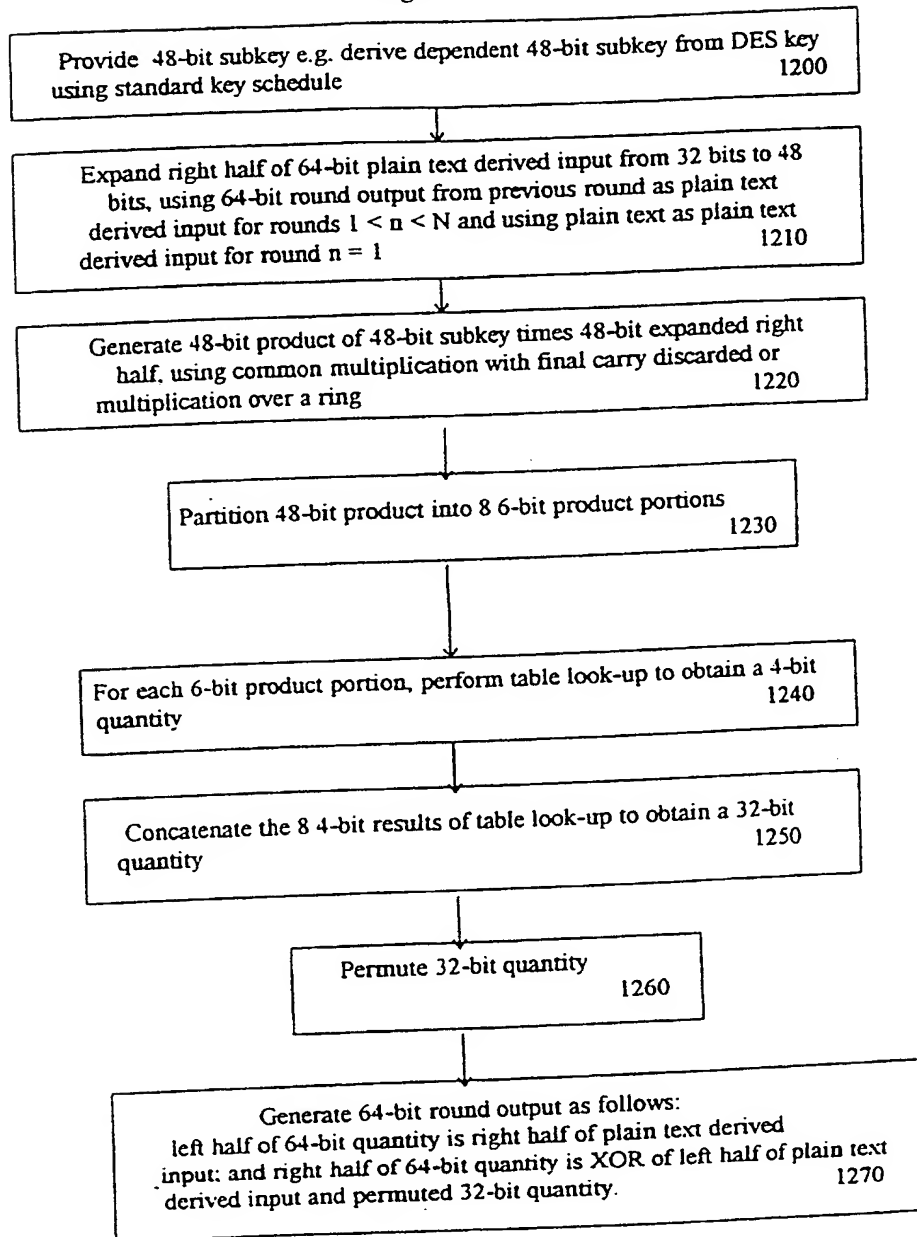 Provide 48-bit subkey e.g. derive dependent 48-bit subkey from DES key
using standard key schedule
1200
Expand right half of 64-bit plain text derived input from 32 bits to 48
bits, using 64-bit round output from previous round as plain text
derived input for rounds 1 < n < N and using plain text as plain text
derived input for round n = 1
1210
Generate 48-bit product of 48-bit subkey times 48-bit expanded right
half, using common multiplication with final carry discarded or
multiplication over a ring
1220
Partition 48-bit product into 8 6-bit product portions
1230
For each 6-bit product portion, perform table look-up to obtain a 4-bit
quantity
1240
Concatenate the 8 4-bit results of table look-up to obtain a 32-bit
quantity
1250
Permute 32-bit quantity
1260
Generate 64-bit round output as follows:
left half of 64-bit quantity is right half of plain text derived
input: and right half of 64-bit quantity is XOR of left half of plain text
derived input and permuted 32-bit quantity.
1270